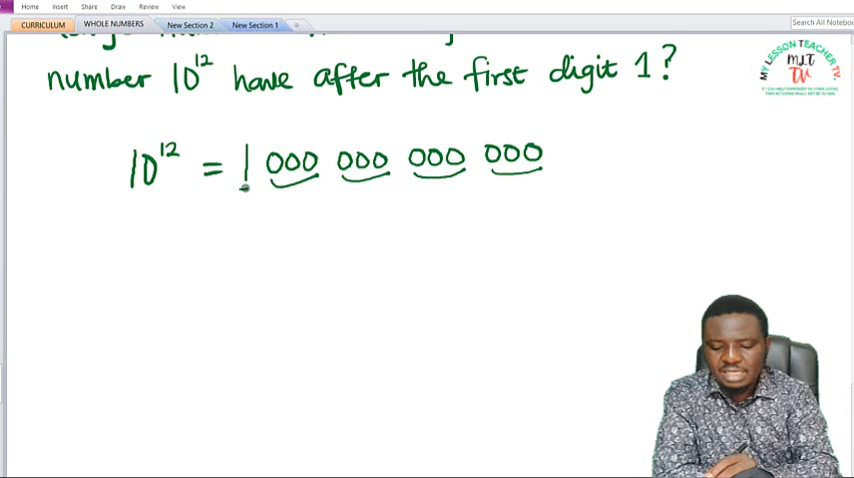 Home Insert Share Draw Review View
CURRICULUM WHOLE NUMBERS New Section 2 New Section 1
Search All Notebo
number 10¹² have after the first digit 1?
MY LESSON TEACHER TV.
MLT
TV
10¹² = 1 000 000 000 000